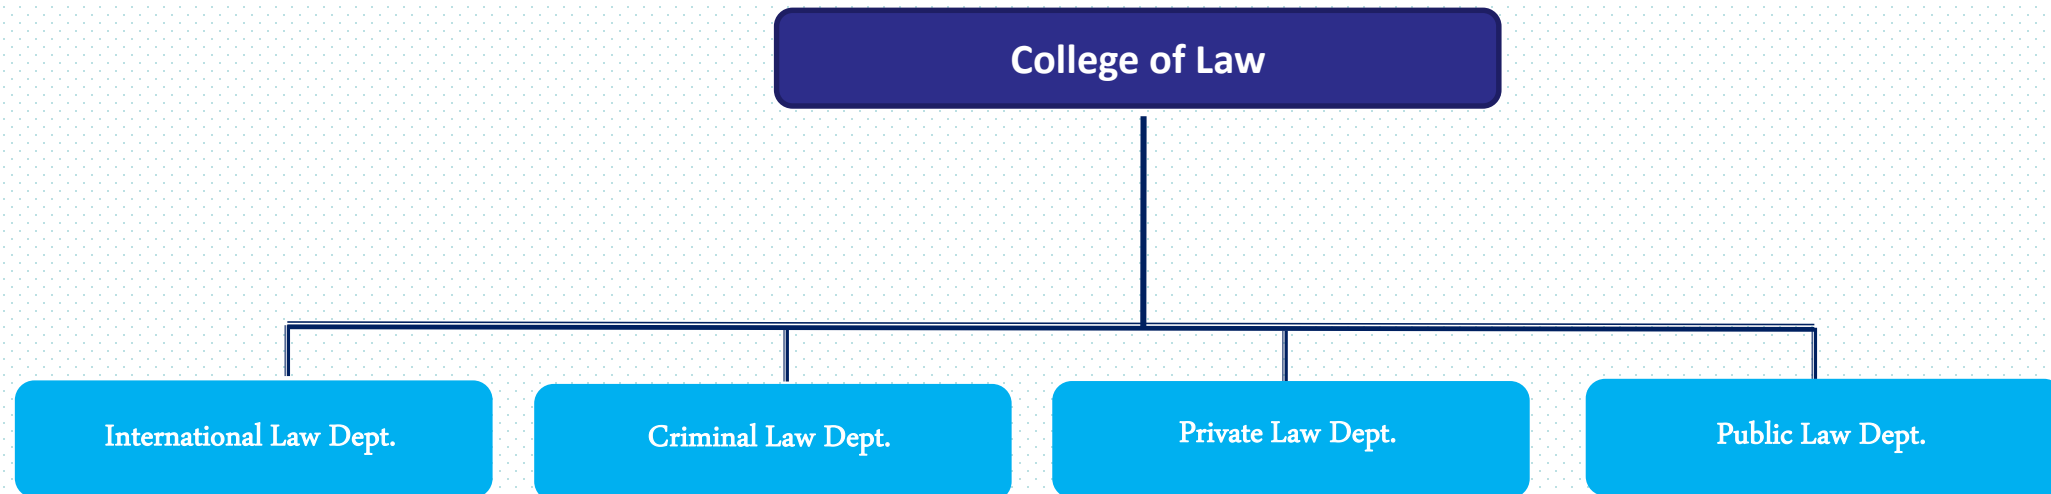 College of Law
International Law Dept.
Criminal Law Dept.
Private Law Dept.
Public Law Dept.